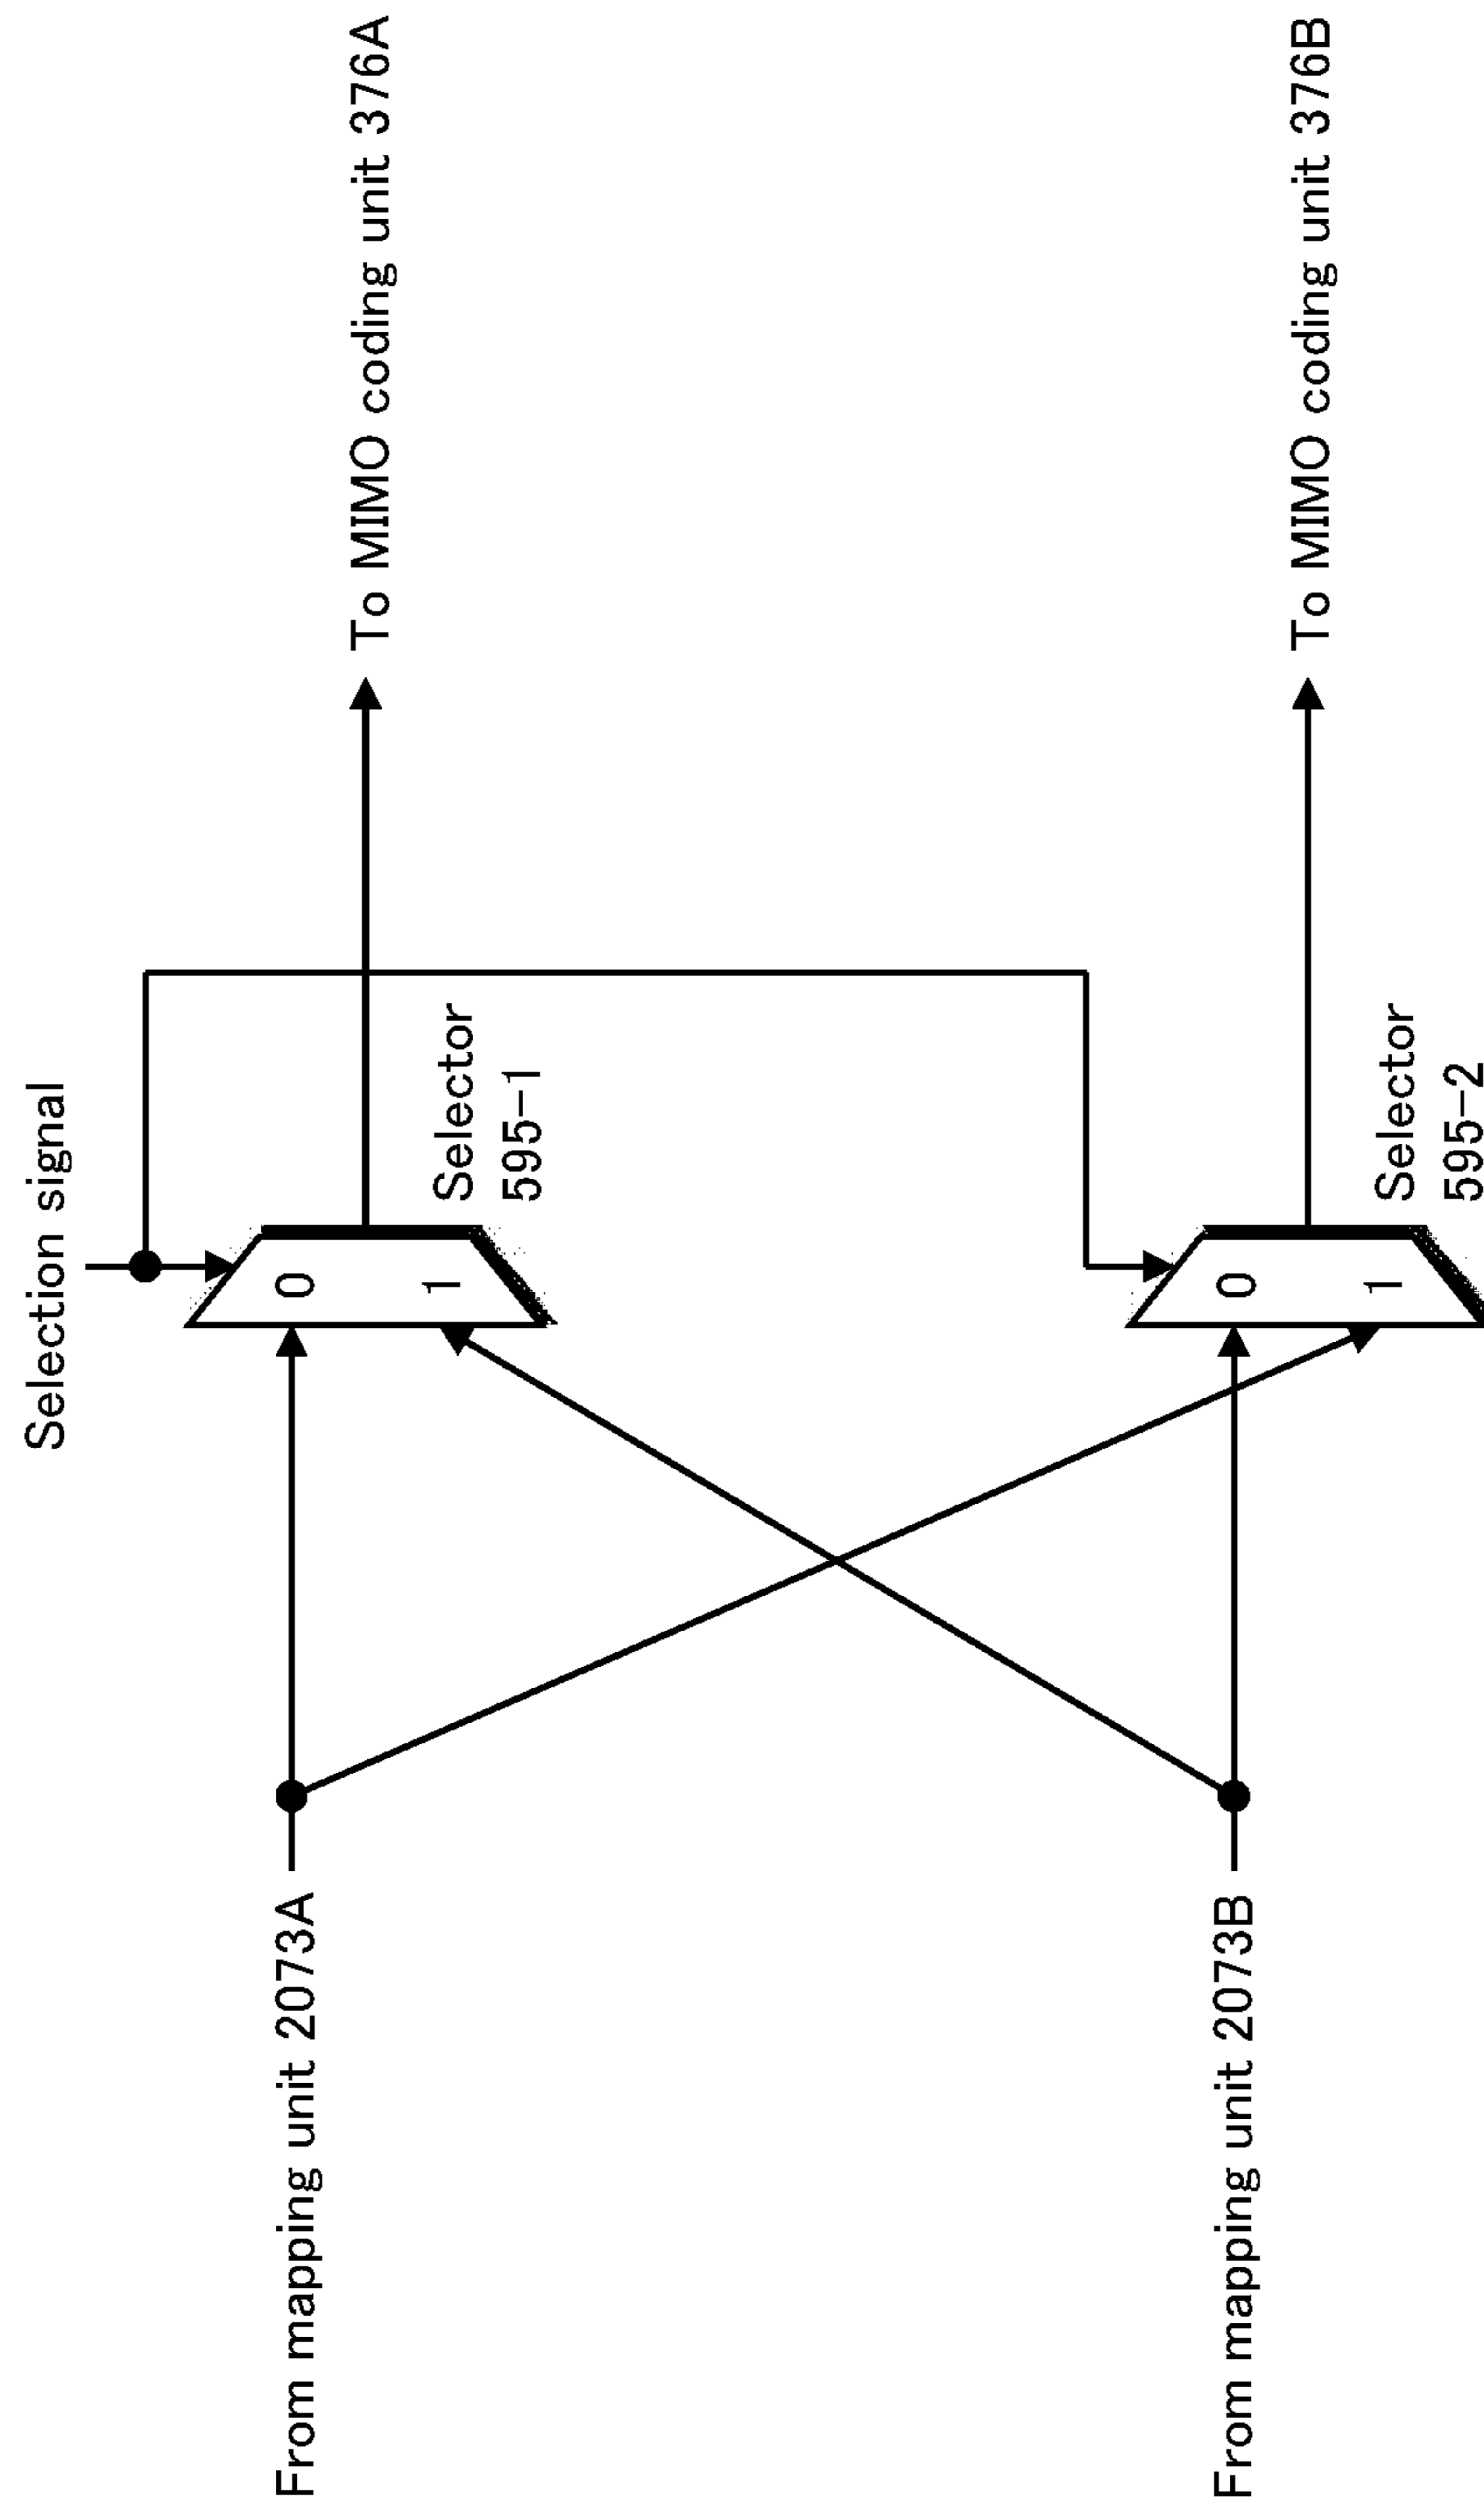 Selection signal
From mapping unit 2073A
0
1
Selector
595-1
To MIMO coding unit 376A
From mapping unit 2073B
0
1
Selector
595-2
To MIMO coding unit 376B